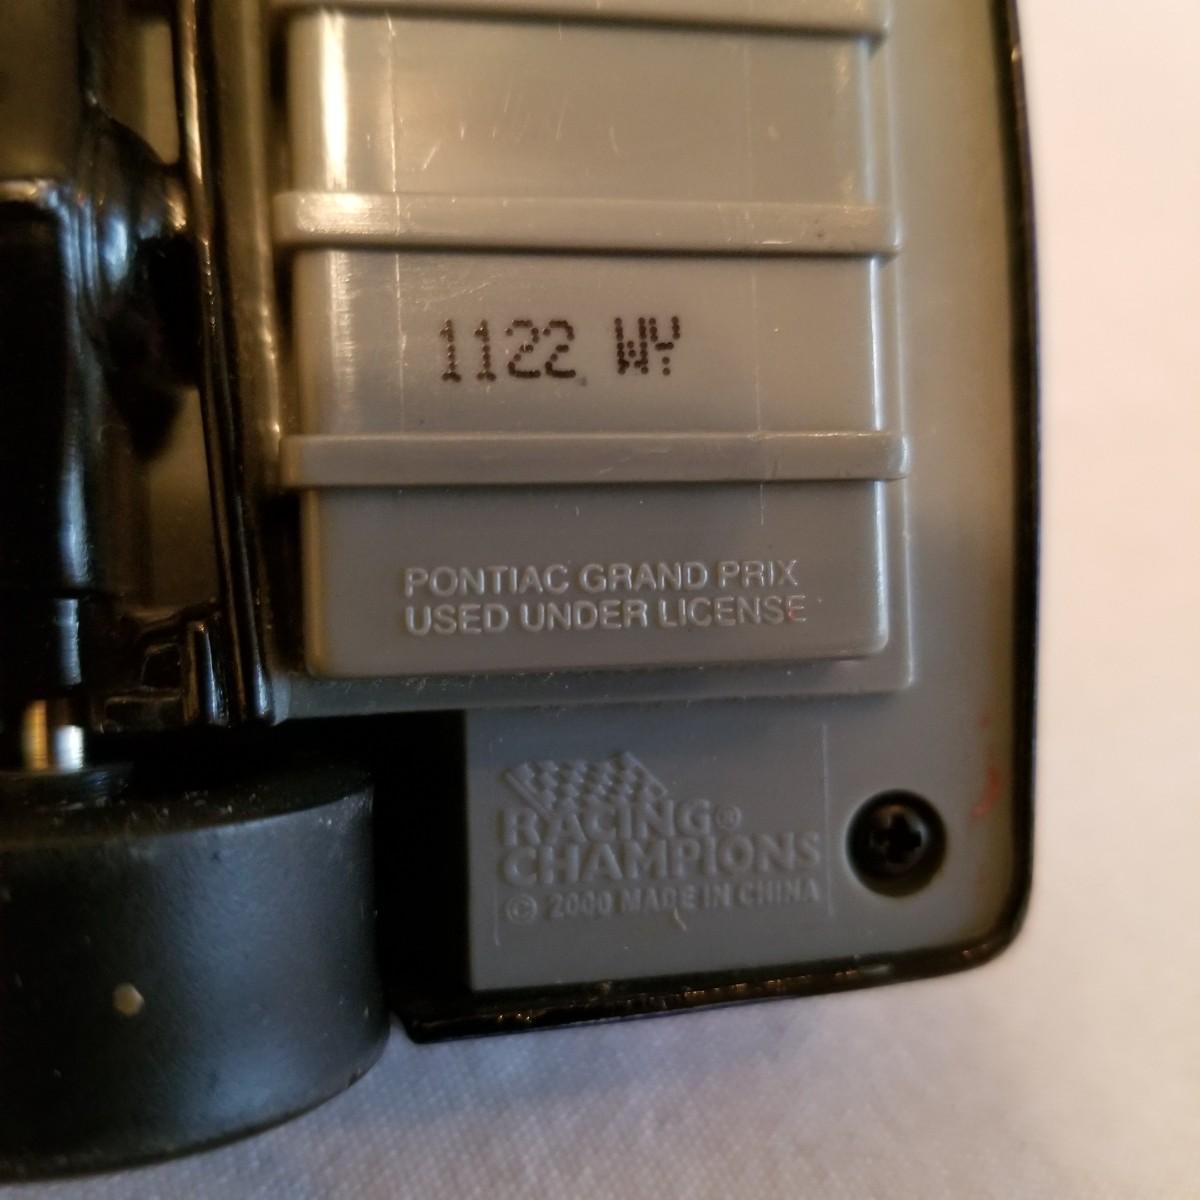 1122 WY
PONTIAC GRAND PRIX
USED UNDER LICENSE
RACING®
CHAMPIONS
© 2000 MADE IN CHINA